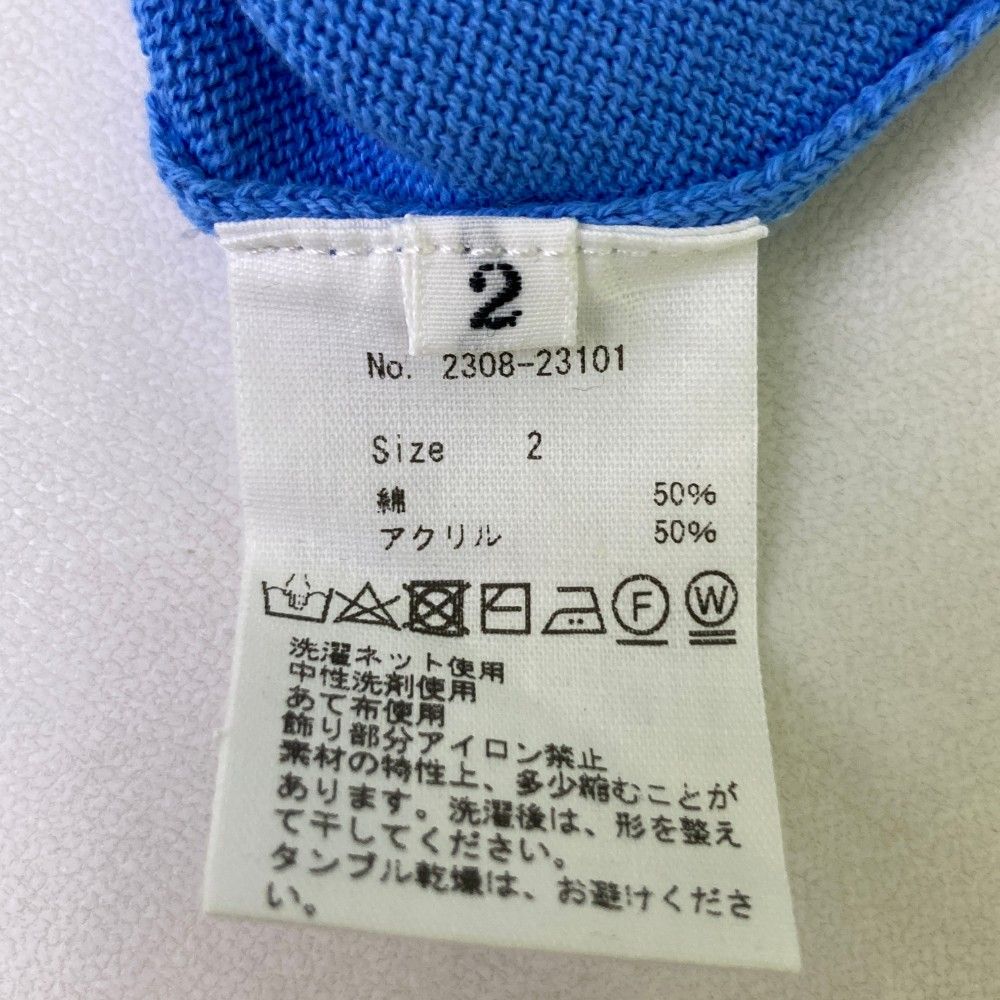 2
No. 2308-23101
Size 2
綿 50%
アクリル 50%
F W
洗濯ネット使用
中性洗剤使用
あて布使用
飾り部分アイロン禁止
素材の特性上、多少縮むことが
あります。洗濯後は、形を整え
て干してください。
タンブル乾燥は、お避けくださ
い。